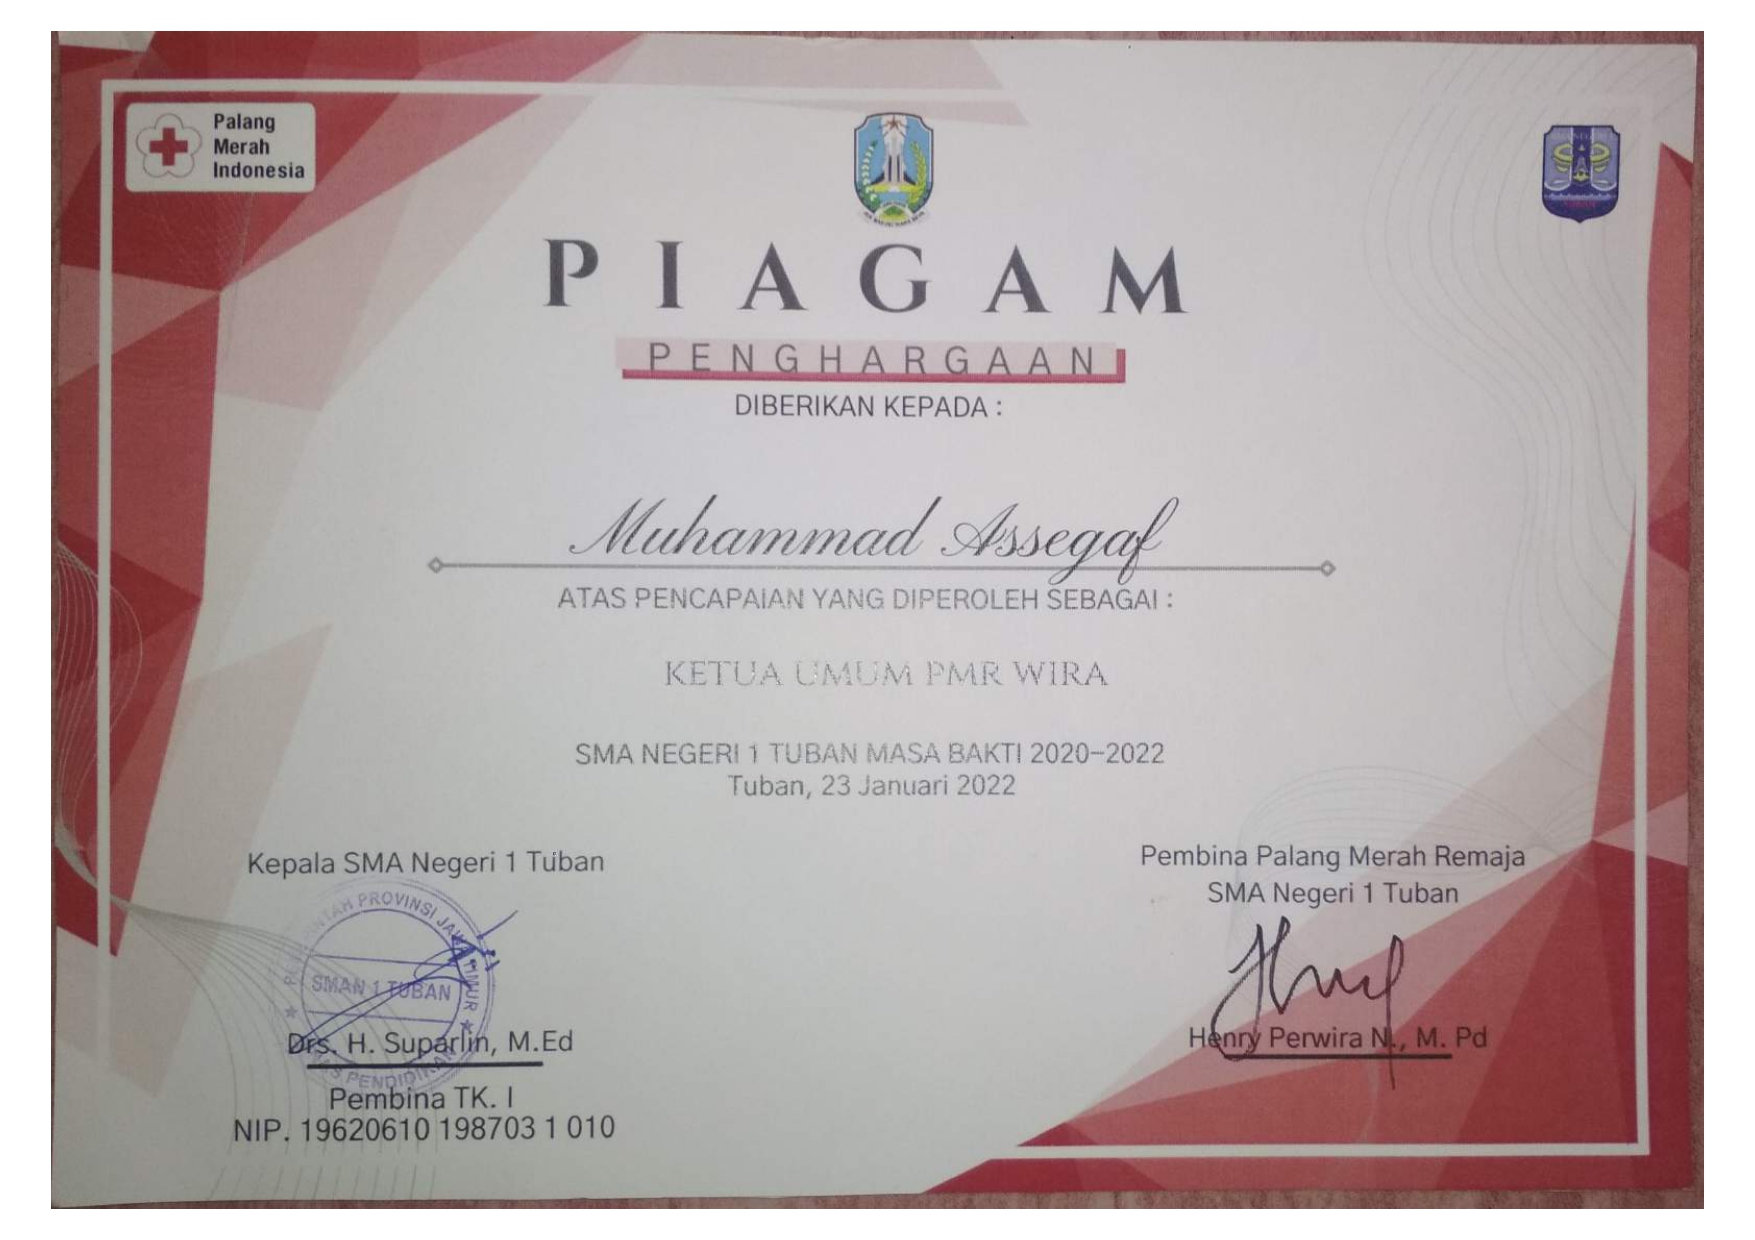 Palang
Merah
Indonesia
PIAGAM
PENGHARGAAN
DIBERIKAN KEPADA :
Muhammad Assegaf
ATAS PENCAPAIAN YANG DIPEROLEH SEBAGAI :
KETUA UMUM PMR WIRA
SMA NEGERI 1 TUBAN MASA BAKTI 2020-2022
Tuban, 23 Januari 2022
Kepala SMA Negeri 1 Tuban
PROVINSI JAWA TIMUR
SMAN 1 TUBAN
PENDIDIKAN
Drs. H. Suparlin, M.Ed
Pembina TK. I
NIP. 19620610 198703 1 010
Pembina Palang Merah Remaja
SMA Negeri 1 Tuban
Henry Perwira N., M. Pd